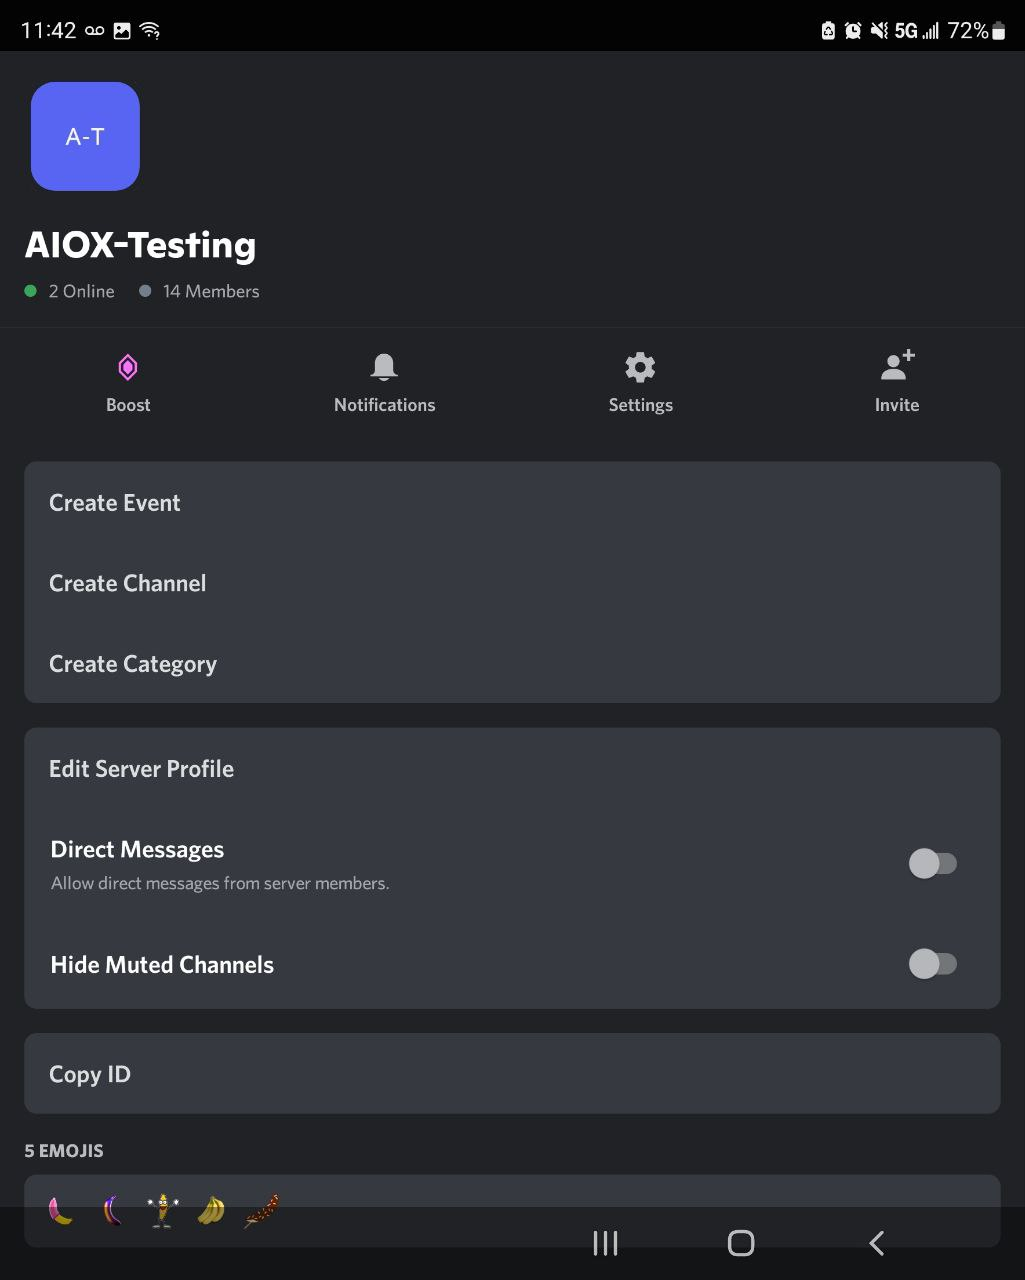 11:42 5G 72%
A-T
AIOX-Testing
2 Online 14 Members
Boost Notifications Settings Invite
Create Event
Create Channel
Create Category
Edit Server Profile
Direct Messages
Allow direct messages from server members.
Hide Muted Channels
Copy ID
5 EMOJIS